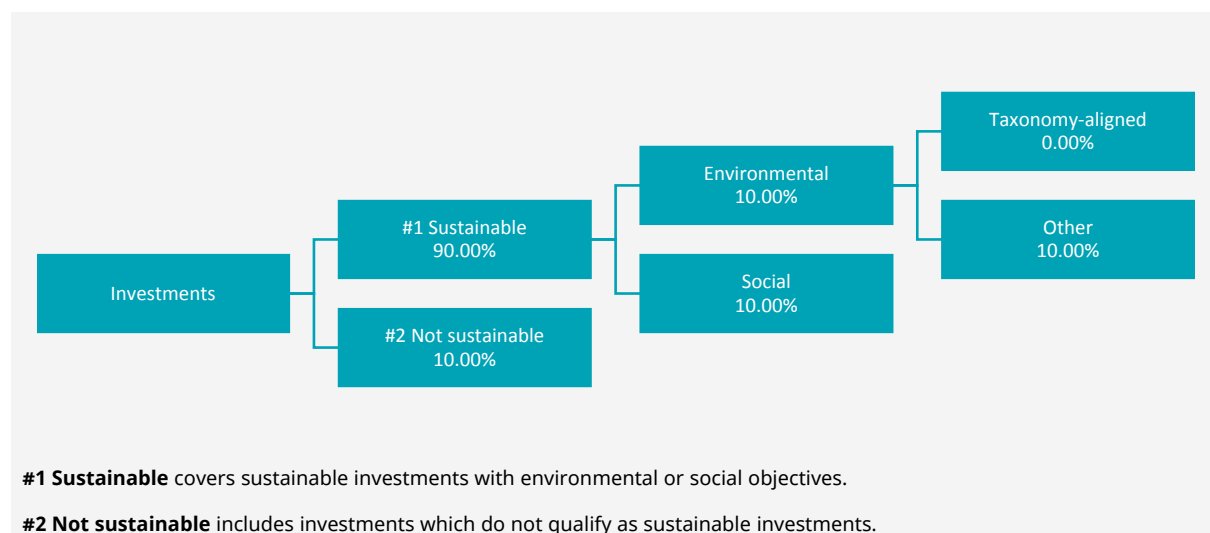 Taxonomy-aligned
0.00%
Environmental
10.00%
#1 Sustainable
90.00%
Other
10.00%
Investments
Social
10.00%
#2 Not sustainable
10.00%
#1 Sustainable covers sustainable investments with environmental or social objectives.
#2 Not sustainable includes investments which do not qualify as sustainable investments.